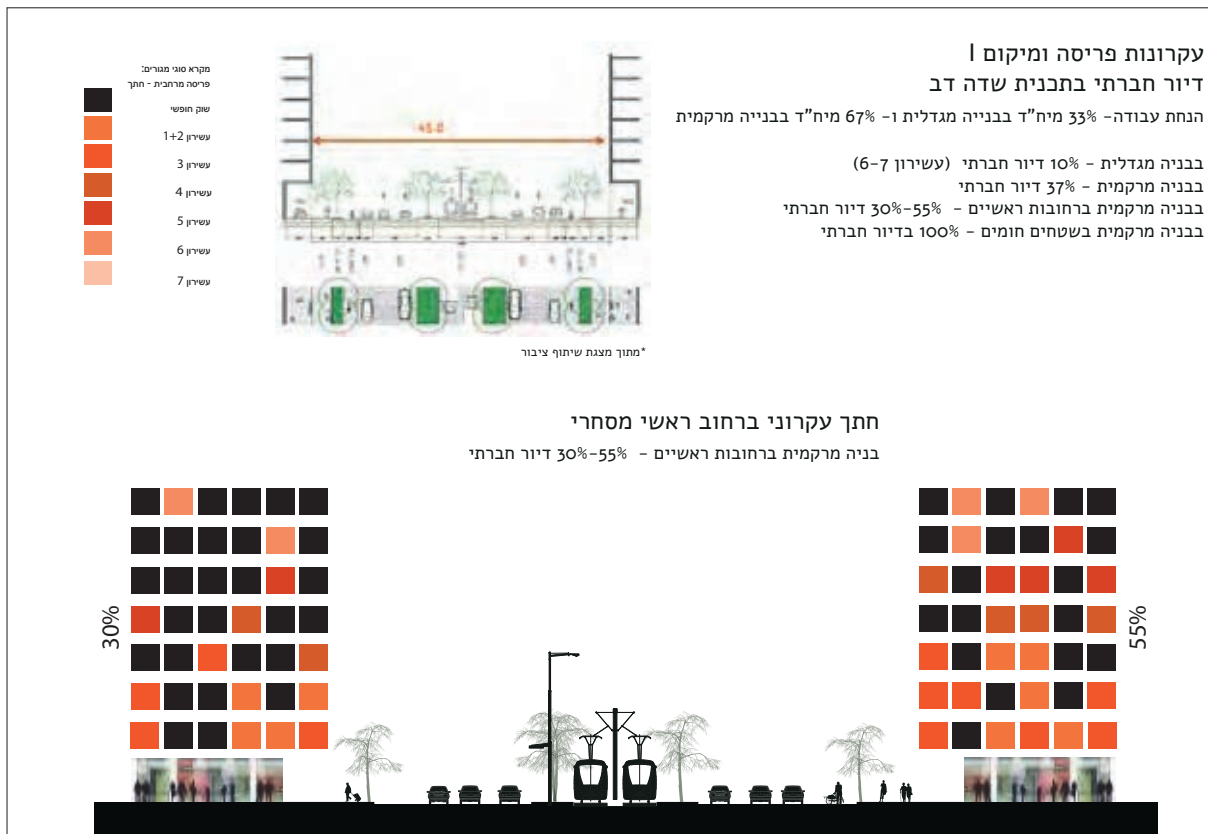 עקרונות פריסה ומיקום I
דיור חברתי בתכנית שדה דב
הנחת עבודה- 33% מיח"ד בבנייה מגדלית ו- 67% מיח"ד בבנייה מרקמית
בבניה מגדלית - 10% דיור חברתי (עשירון 6-7)
בבניה מרקמית - 37% דיור חברתי
בבניה מרקמית ברחובות ראשיים - 30%-55% דיור חברתי
בבניה מרקמית בשטחים חומים - 100% בדיור חברתי
45.0
*מתוך מצגת שיתוף ציבור
מקרא סוגי מגורים:
פריסה מרחבית - חתך
שוק חופשי
עשירון 1+2
עשירון 3
עשירון 4
עשירון 5
עשירון 6
עשירון 7
חתך עקרוני ברחוב ראשי מסחרי
בניה מרקמית ברחובות ראשיים - 30%-55% דיור חברתי
55%
30%